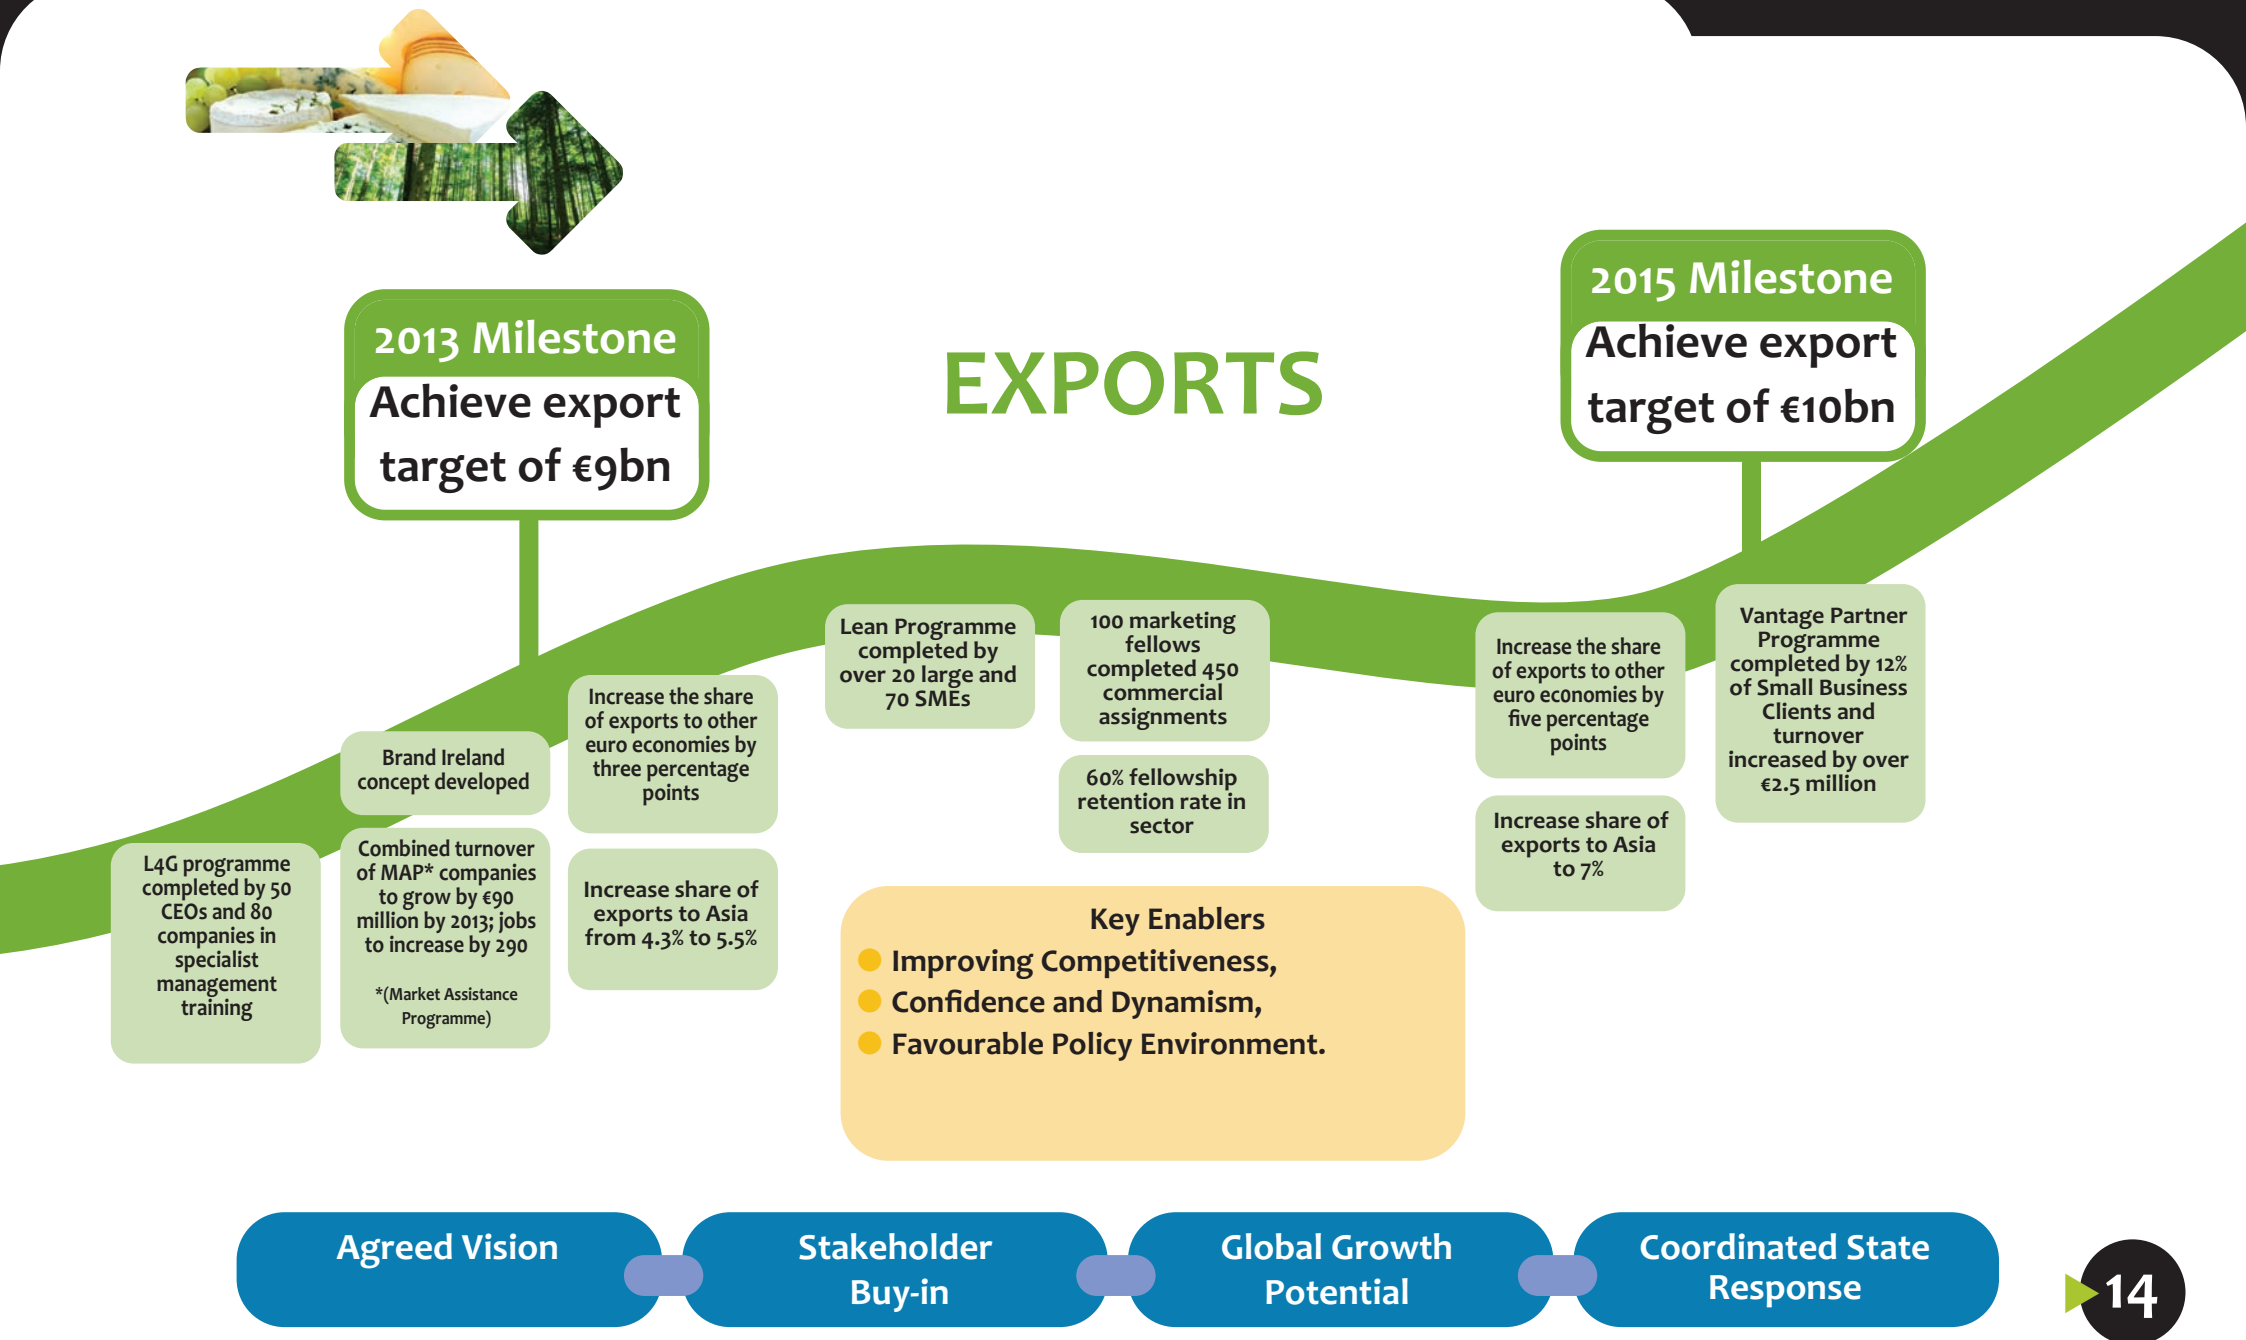 2013 Milestone
Achieve export
target of €9bn
EXPORTS
2015 Milestone
Achieve export
target of €10bn
L4G programme
completed by 50
CEOs and 80
companies in
specialist
management
training
Brand Ireland
concept developed
Combined turnover
of MAP* companies
to grow by €90
million by 2013; jobs
to increase by 290
*(Market Assistance
Programme)
Increase the share
of exports to other
euro economies by
three percentage
points
Increase share of
exports to Asia
from 4.3% to 5.5%
Lean Programme
completed by
over 20 large and
70 SMEs
100 marketing
fellows
completed 450
commercial
assignments
60% fellowship
retention rate in
sector
Increase the share
of exports to other
euro economies by
five percentage
points
Increase share of
exports to Asia
to 7%
Vantage Partner
Programme
completed by 12%
of Small Business
Clients and
turnover
increased by over
€2.5 million
Key Enablers
Improving Competitiveness,
Confidence and Dynamism,
Favourable Policy Environment.
Agreed Vision
Stakeholder
Buy-in
Global Growth
Potential
Coordinated State
Response
14